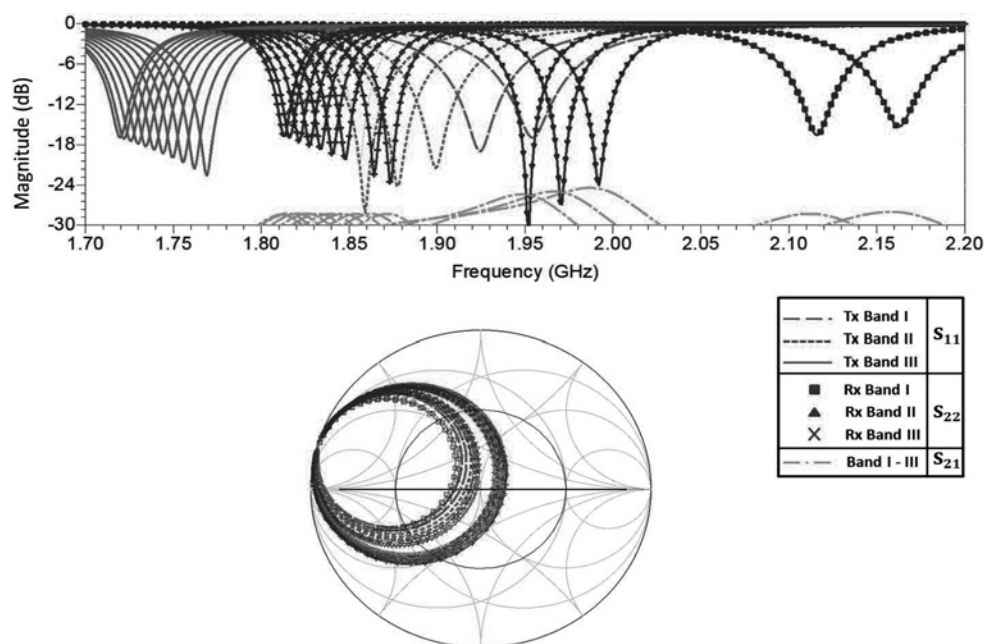 0
-6
-12
-18
-24
-30
Magnitude (dB)
1.70 1.75 1.80 1.85 1.90 1.95 2.00 2.05 2.10 2.15 2.20
Frequency (GHz)
Tx Band I
Tx Band II
Tx Band III
S11
Rx Band I
Rx Band II
Rx Band III
S22
Band I - III
S21